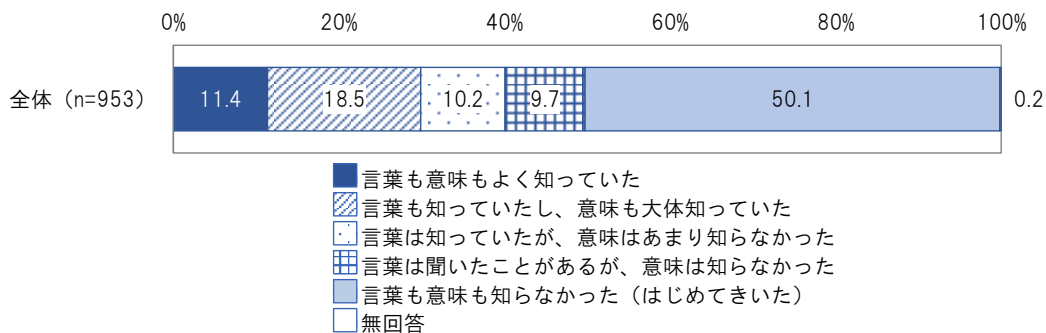 0% 20% 40% 60% 80% 100%
全体（n=953） 11.4 18.5 10.2 9.7 50.1 0.2
言葉も意味もよく知っていた
言葉も知っていたし、意味も大体知っていた
言葉は知っていたが、意味はあまり知らなかった
言葉は聞いたことがあるが、意味は知らなかった
言葉も意味も知らなかった（はじめてきいた）
無回答